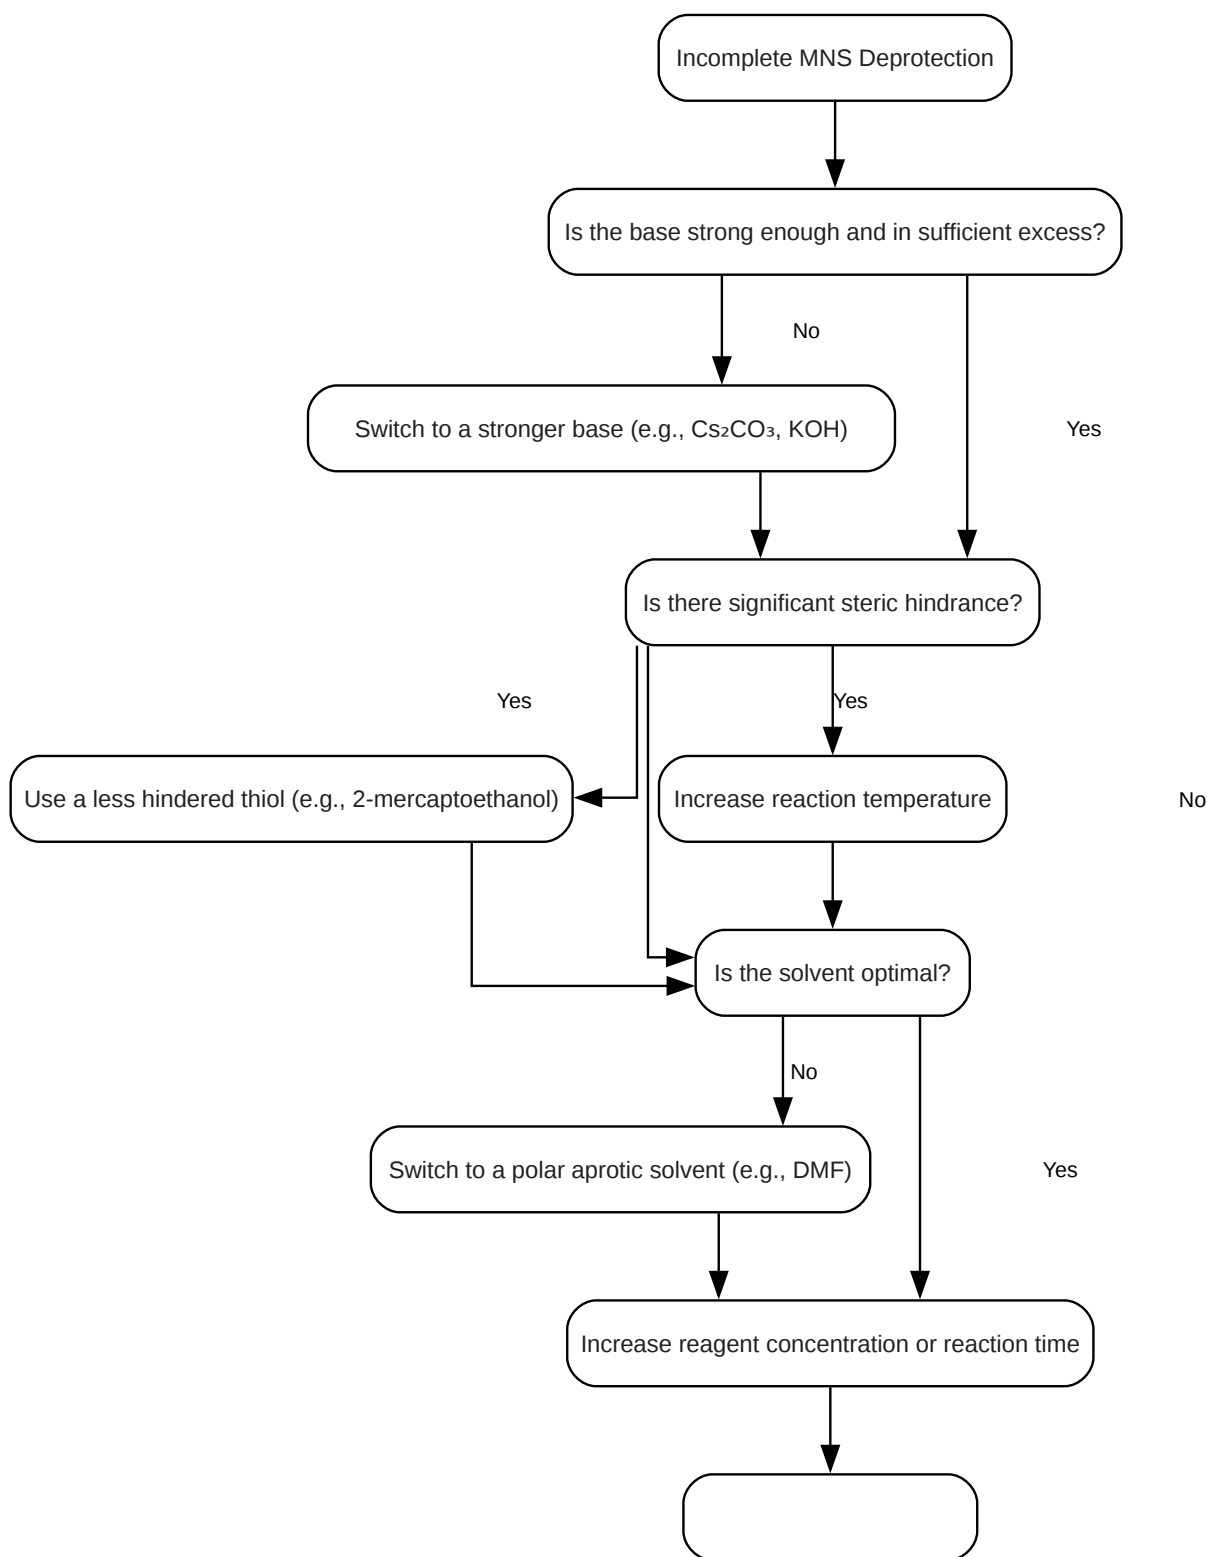 Incomplete MNS Deprotection
Is the base strong enough and in sufficient excess?
No
Switch to a stronger base (e.g., Cs₂CO₃, KOH)
Yes
Is there significant steric hindrance?
Yes
Yes
Use a less hindered thiol (e.g., 2-mercaptoethanol)
Increase reaction temperature
No
Is the solvent optimal?
No
Switch to a polar aprotic solvent (e.g., DMF)
Yes
Increase reagent concentration or reaction time